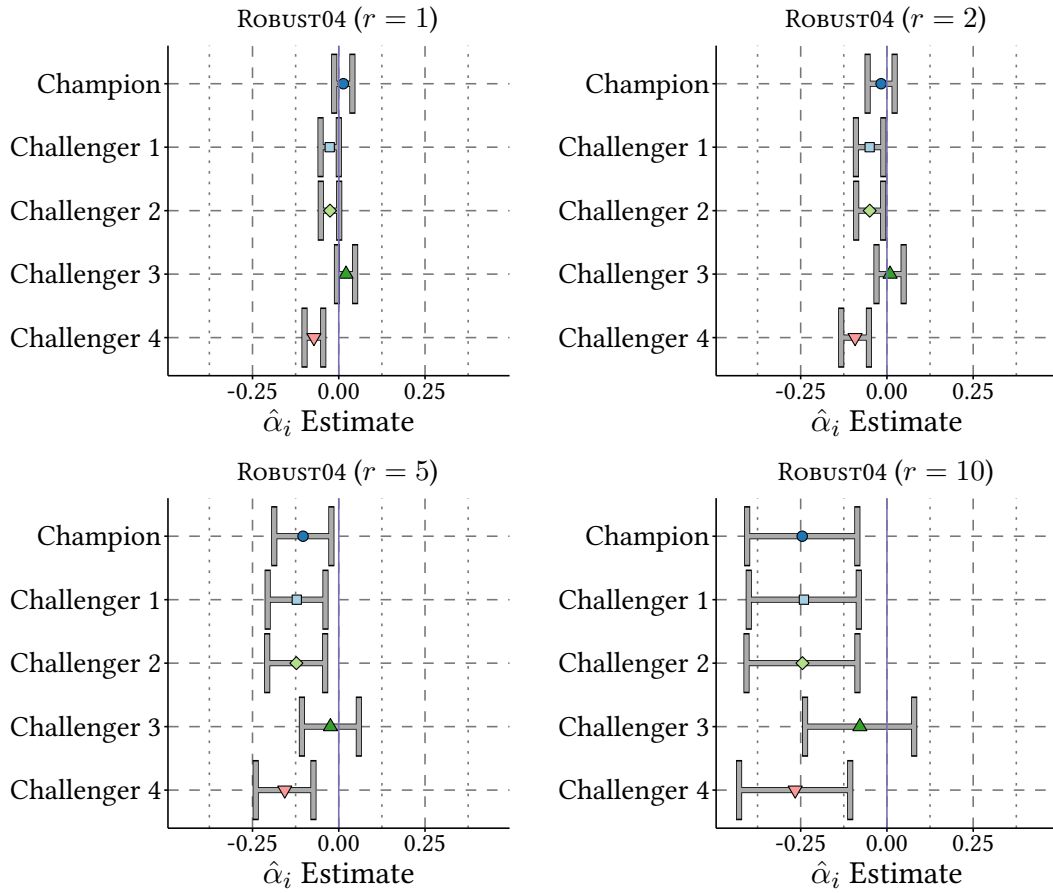 ROBUST04 (r = 1)
Champion
Challenger 1
Challenger 2
Challenger 3
Challenger 4
-0.25 0.00 0.25
α̂ᵢ Estimate
ROBUST04 (r = 2)
Champion
Challenger 1
Challenger 2
Challenger 3
Challenger 4
-0.25 0.00 0.25
α̂ᵢ Estimate
ROBUST04 (r = 5)
Champion
Challenger 1
Challenger 2
Challenger 3
Challenger 4
-0.25 0.00 0.25
α̂ᵢ Estimate
ROBUST04 (r = 10)
Champion
Challenger 1
Challenger 2
Challenger 3
Challenger 4
-0.25 0.00 0.25
α̂ᵢ Estimate